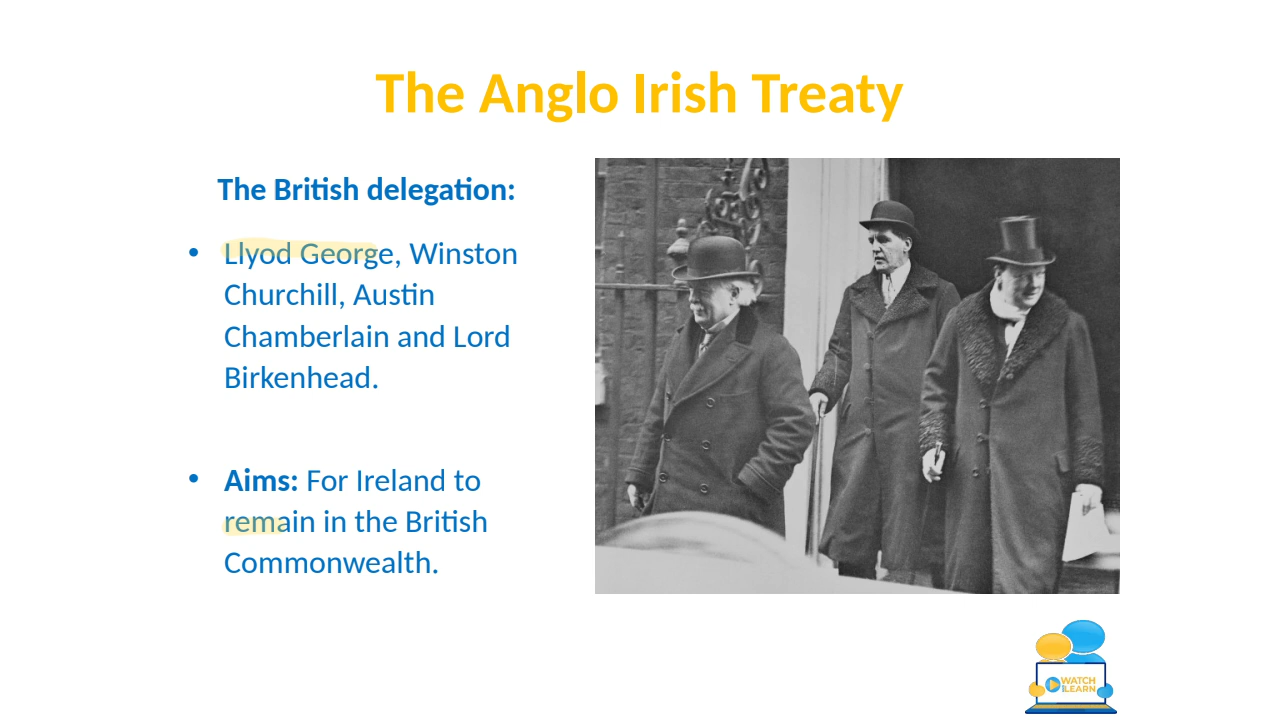 The Anglo Irish Treaty
The British delegation:
• Llyod George, Winston
Churchill, Austin
Chamberlain and Lord
Birkenhead.
• Aims: For Ireland to
remain in the British
Commonwealth.
WATCH
LEARN